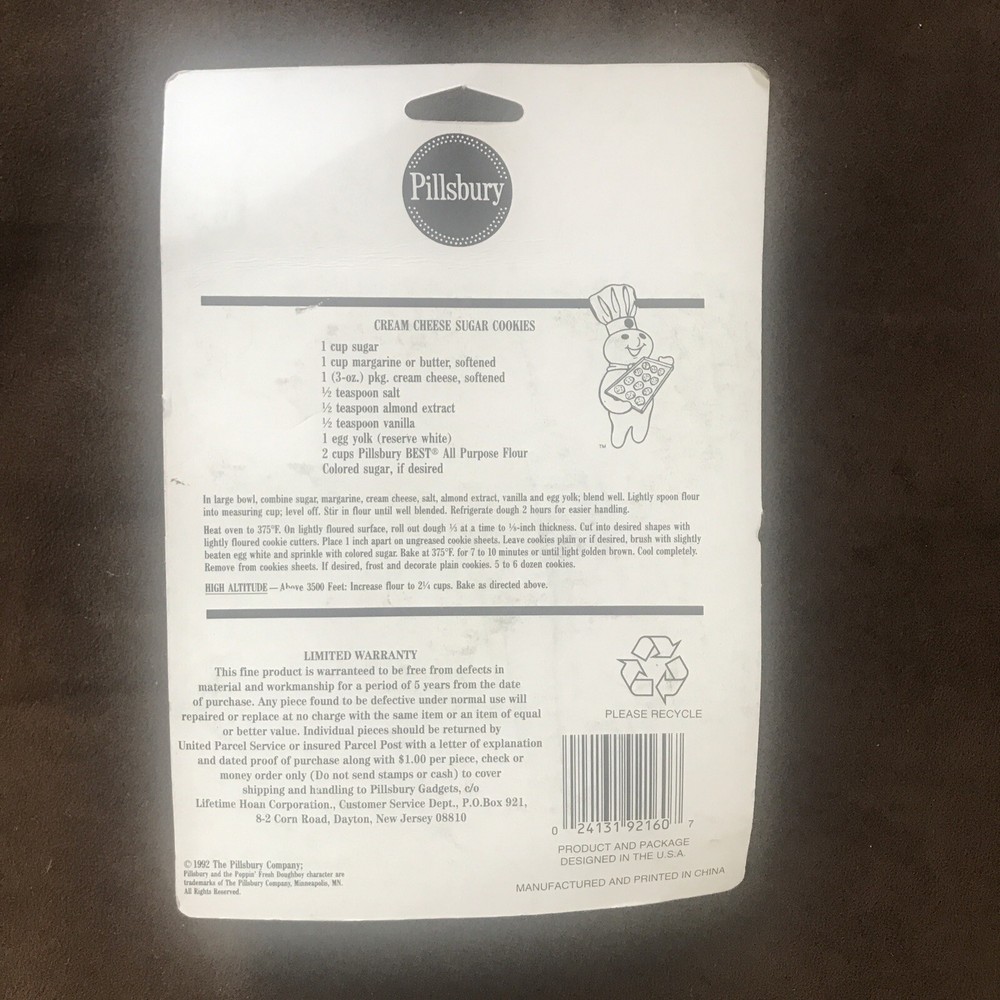 Pillsbury
CREAM CHEESE SUGAR COOKIES
1 cup sugar
1 cup margarine or butter, softened
1 (3-oz.) pkg. cream cheese, softened
½ teaspoon salt
½ teaspoon almond extract
½ teaspoon vanilla
1 egg yolk (reserve white)
2 cups Pillsbury BEST® All Purpose Flour
Colored sugar, if desired
TM
In large bowl, combine sugar, margarine, cream cheese, salt, almond extract, vanilla and egg yolk; blend well. Lightly spoon flour
into measuring cup; level off. Stir in flour until well blended. Refrigerate dough 2 hours for easier handling.
Heat oven to 375°F. On lightly floured surface, roll out dough ⅓ at a time to ⅛-inch thickness. Cut into desired shapes with
lightly floured cookie cutters. Place 1 inch apart on ungreased cookie sheets. Leave cookies plain or if desired, brush with slightly
beaten egg white and sprinkle with colored sugar. Bake at 375°F. for 7 to 10 minutes or until light golden brown. Cool completely.
Remove from cookies sheets. If desired, frost and decorate plain cookies. 5 to 6 dozen cookies.
HIGH ALTITUDE — Above 3500 Feet: Increase flour to 2¼ cups. Bake as directed above.
LIMITED WARRANTY
This fine product is warranteed to be free from defects in
material and workmanship for a period of 5 years from the date
of purchase. Any piece found to be defective under normal use will
repaired or replace at no charge with the same item or an item of equal
or better value. Individual pieces should be returned by
United Parcel Service or insured Parcel Post with a letter of explanation
and dated proof of purchase along with $1.00 per piece, check or
money order only (Do not send stamps or cash) to cover
shipping and handling to Pillsbury Gadgets, c/o
Lifetime Hoan Corporation., Customer Service Dept., P.O.Box 921,
8-2 Corn Road, Dayton, New Jersey 08810
PLEASE RECYCLE
0 24131 92160 7
PRODUCT AND PACKAGE
DESIGNED IN THE U.S.A.
MANUFACTURED AND PRINTED IN CHINA
© 1992 The Pillsbury Company;
Pillsbury and the Poppin' Fresh Doughboy character are
trademarks of The Pillsbury Company, Minneapolis, MN.
All Rights Reserved.